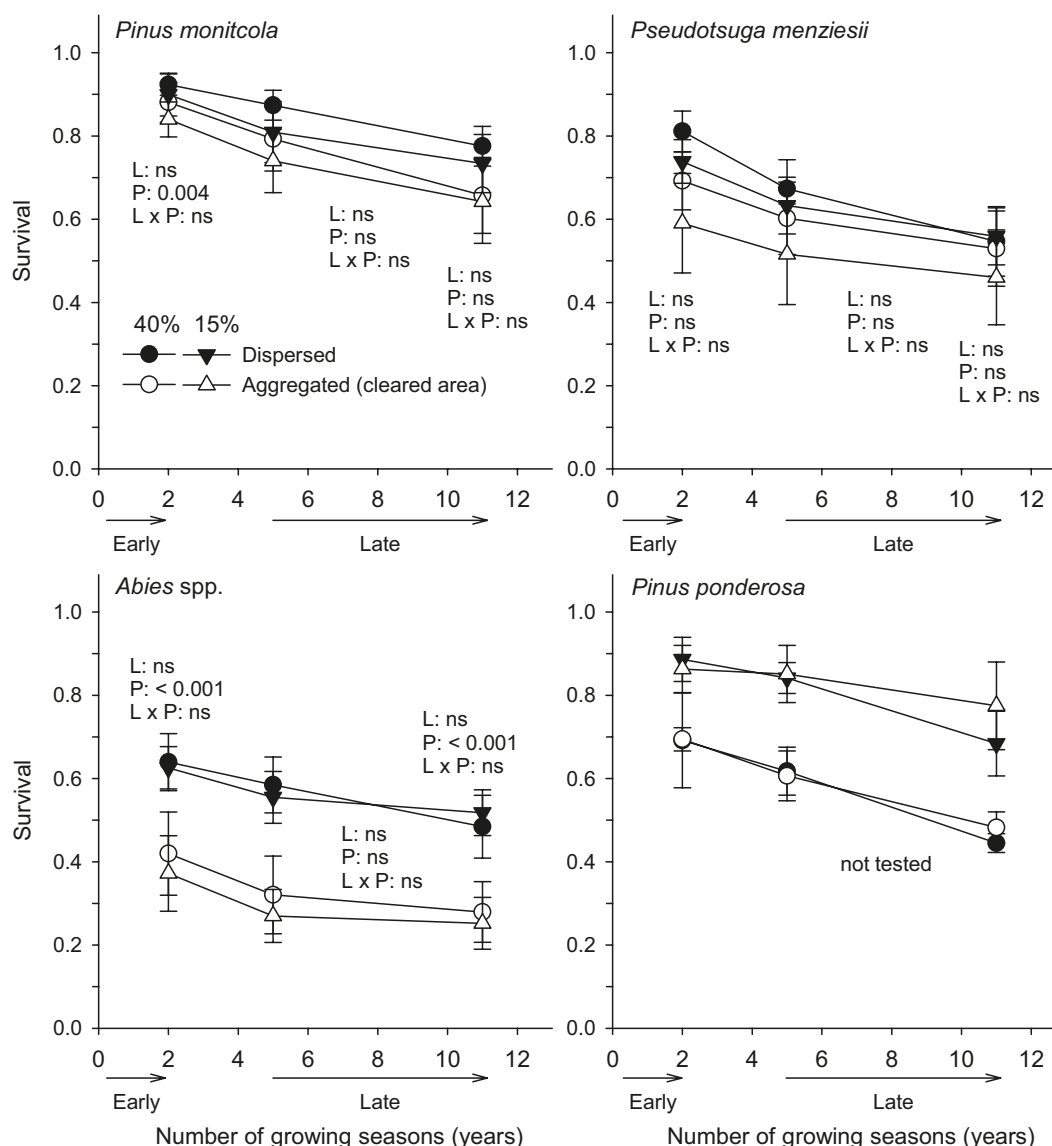 Pinus monitcola
1.0
0.8
0.6
0.4
0.2
0.0
Survival
L: ns
P: 0.004
L x P: ns
L: ns
P: ns
L x P: ns
L: ns
P: ns
L x P: ns
40% 15%
Dispersed
Aggregated (cleared area)
0 2 4 6 8 10 12
Early Late
Pseudotsuga menziesii
1.0
0.8
0.6
0.4
0.2
0.0
L: ns
P: ns
L x P: ns
L: ns
P: ns
L x P: ns
L: ns
P: ns
L x P: ns
0 2 4 6 8 10 12
Early Late
Abies spp.
1.0
0.8
0.6
0.4
0.2
0.0
Survival
L: ns
P: < 0.001
L x P: ns
L: ns
P: ns
L x P: ns
L: ns
P: < 0.001
L x P: ns
0 2 4 6 8 10 12
Early Late
Number of growing seasons (years)
Pinus ponderosa
1.0
0.8
0.6
0.4
0.2
0.0
not tested
0 2 4 6 8 10 12
Early Late
Number of growing seasons (years)